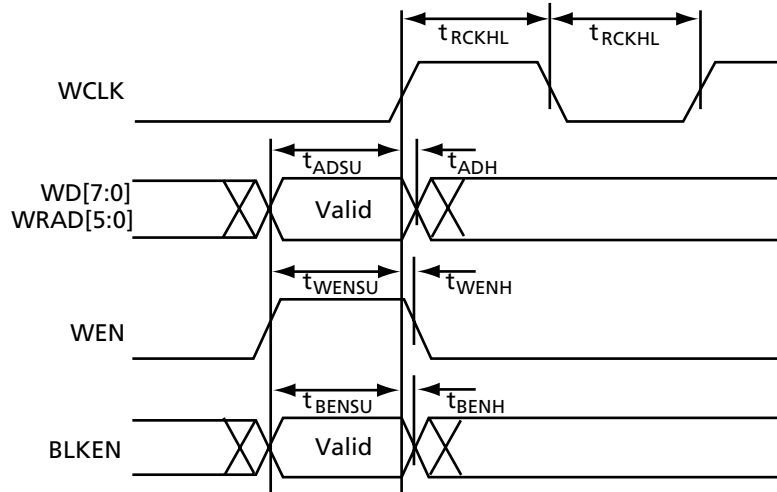 tRCKHL tRCKHL
WCLK
tADSU tADH
WD[7:0]
WRAD[5:0]
Valid
tWENSU tWENH
WEN
tBENSU tBENH
BLKEN
Valid